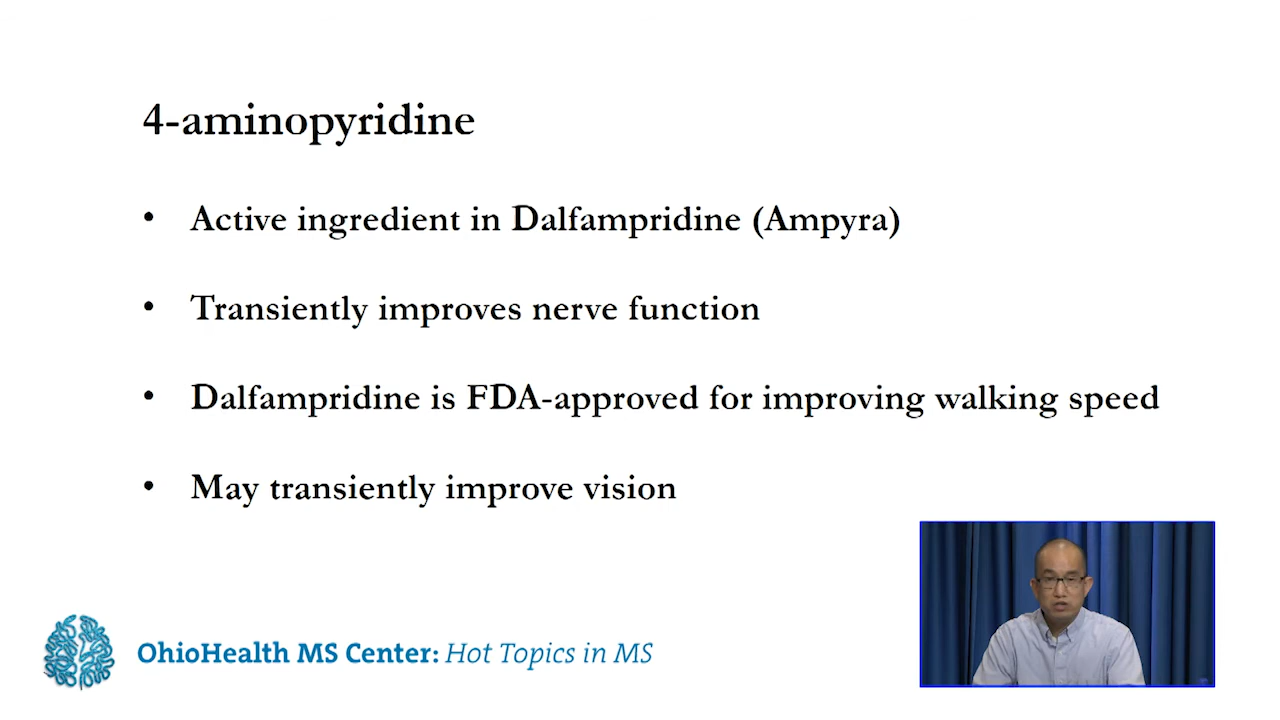 4-aminopyridine
• Active ingredient in Dalfampridine (Ampyra)
• Transiently improves nerve function
• Dalfampridine is FDA-approved for improving walking speed
• May transiently improve vision
OhioHealth MS Center: Hot Topics in MS